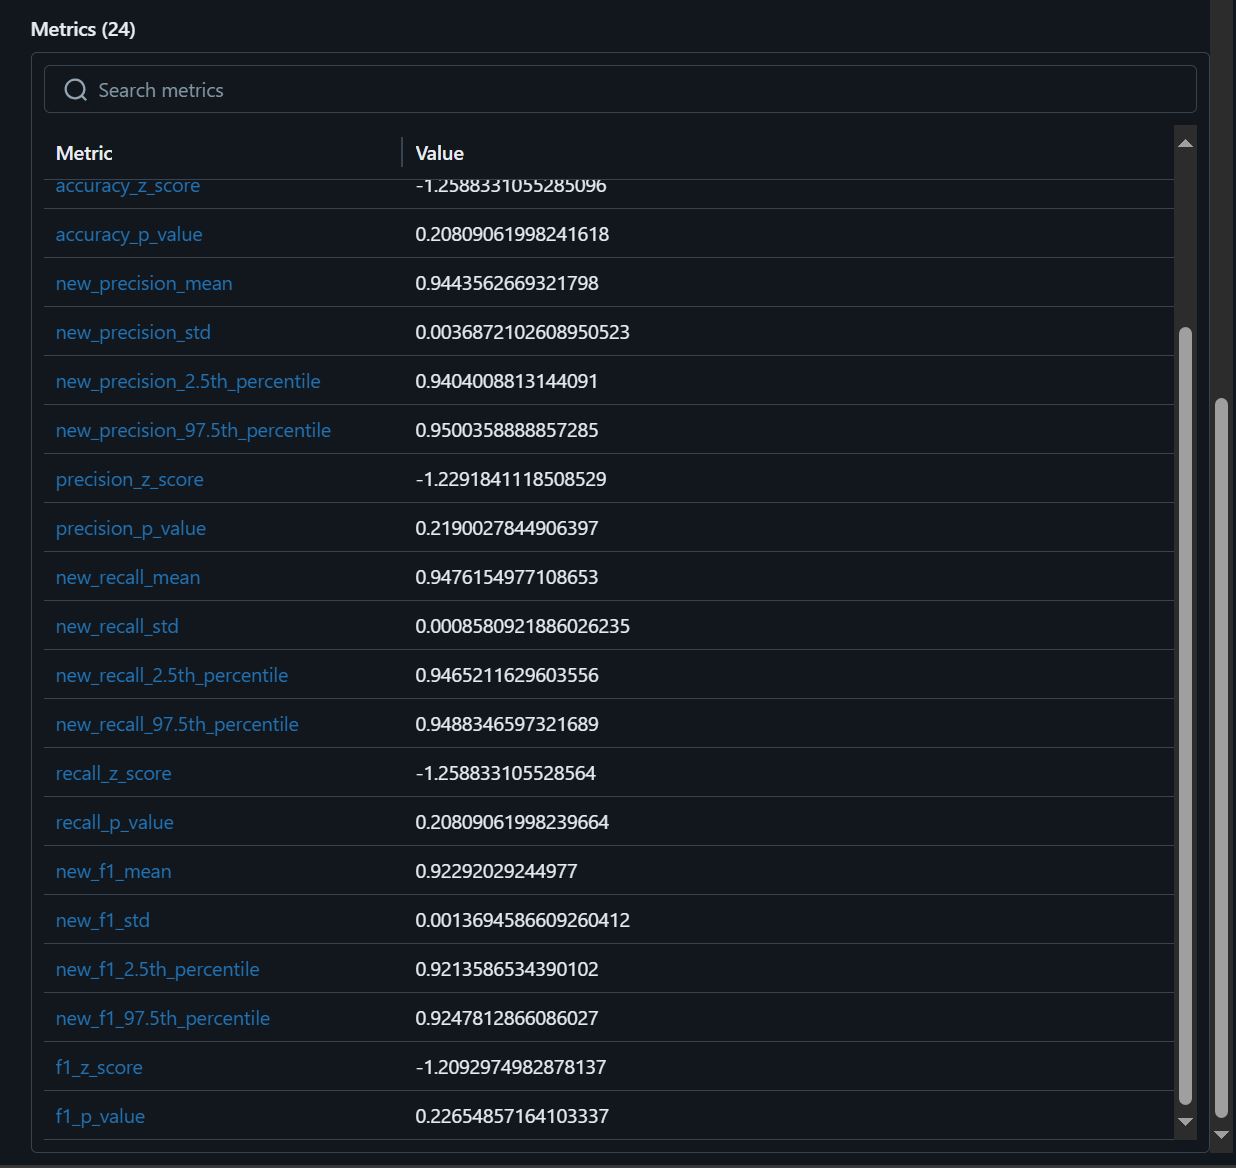 Metrics (24)
Search metrics
Metric Value
accuracy_z_score -1.2588331055285096
accuracy_p_value 0.20809061998241618
new_precision_mean 0.9443562669321798
new_precision_std 0.0036872102608950523
new_precision_2.5th_percentile 0.9404008813144091
new_precision_97.5th_percentile 0.9500358888857285
precision_z_score -1.2291841118508529
precision_p_value 0.2190027844906397
new_recall_mean 0.9476154977108653
new_recall_std 0.0008580921886026235
new_recall_2.5th_percentile 0.9465211629603556
new_recall_97.5th_percentile 0.9488346597321689
recall_z_score -1.258833105528564
recall_p_value 0.20809061998239664
new_f1_mean 0.92292029244977
new_f1_std 0.0013694586609260412
new_f1_2.5th_percentile 0.9213586534390102
new_f1_97.5th_percentile 0.9247812866086027
f1_z_score -1.2092974982878137
f1_p_value 0.22654857164103337